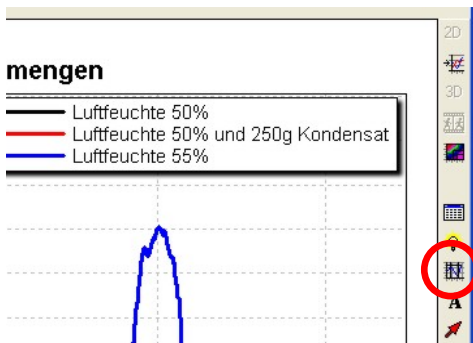 2D
mengen
3D
Luftfeuchte 50%
Luftfeuchte 50% und 250g Kondensat
Luftfeuchte 55%
A